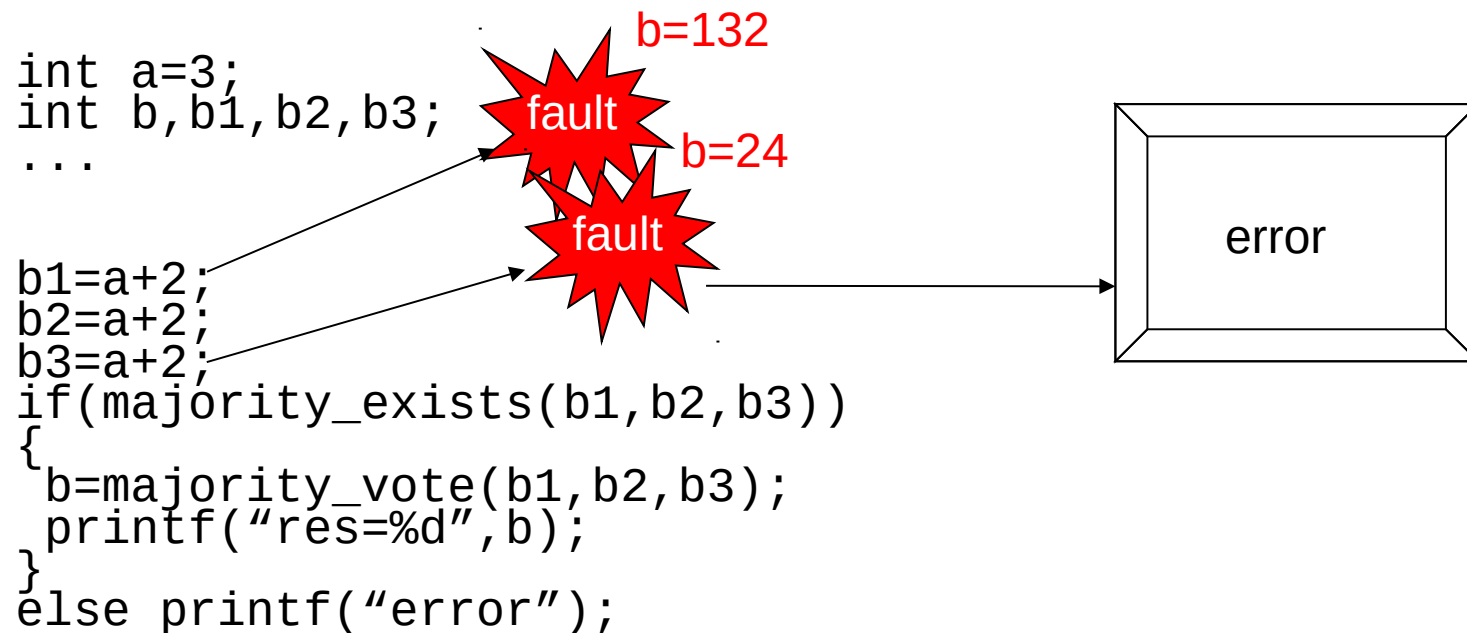 int a=3;
int b,b1,b2,b3;
...
b=132
fault
b=24
fault
error
b1=a+2;
b2=a+2;
b3=a+2;
if(majority_exists(b1,b2,b3))
{
 b=majority_vote(b1,b2,b3);
 printf(“res=%d”,b);
}
else printf(“error”);